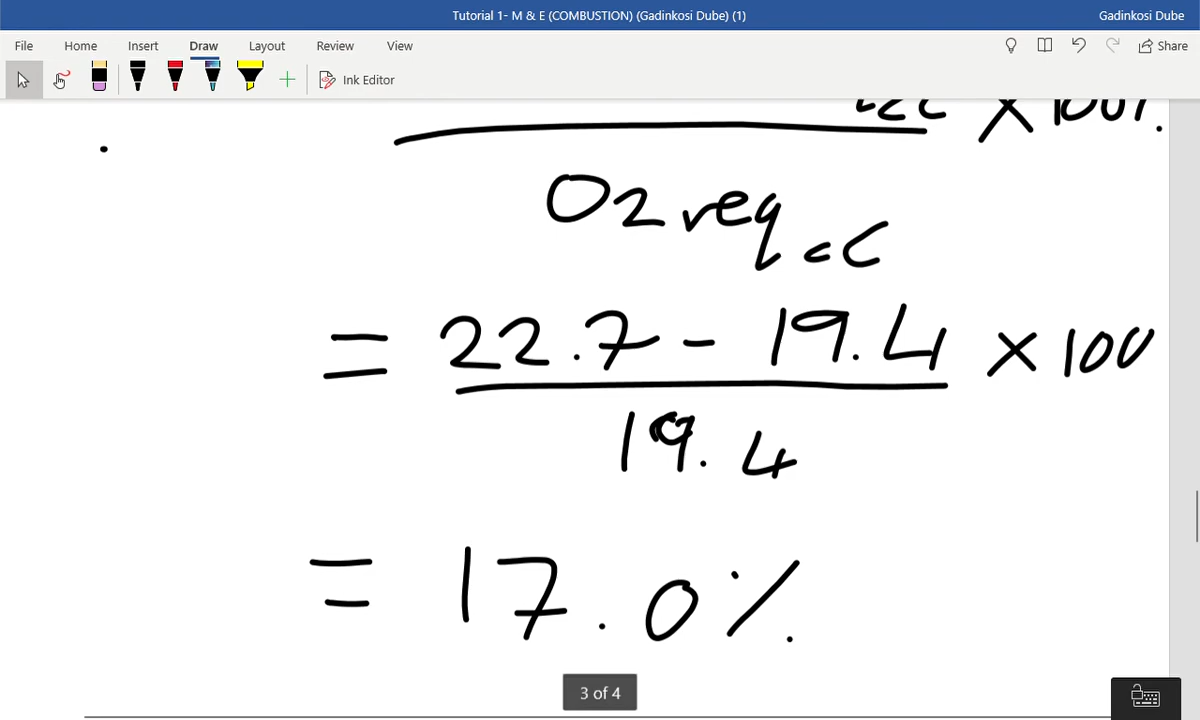 Tutorial 1- M & E (COMBUSTION) (Gadinkosi Dube) (1)
Gadinkosi Dube
File Home Insert Draw Layout Review View
Share
Ink Editor
x 100%.
O2 req
= 22.7 - 19.4 x 100
19.4
= 17.0%.
3 of 4